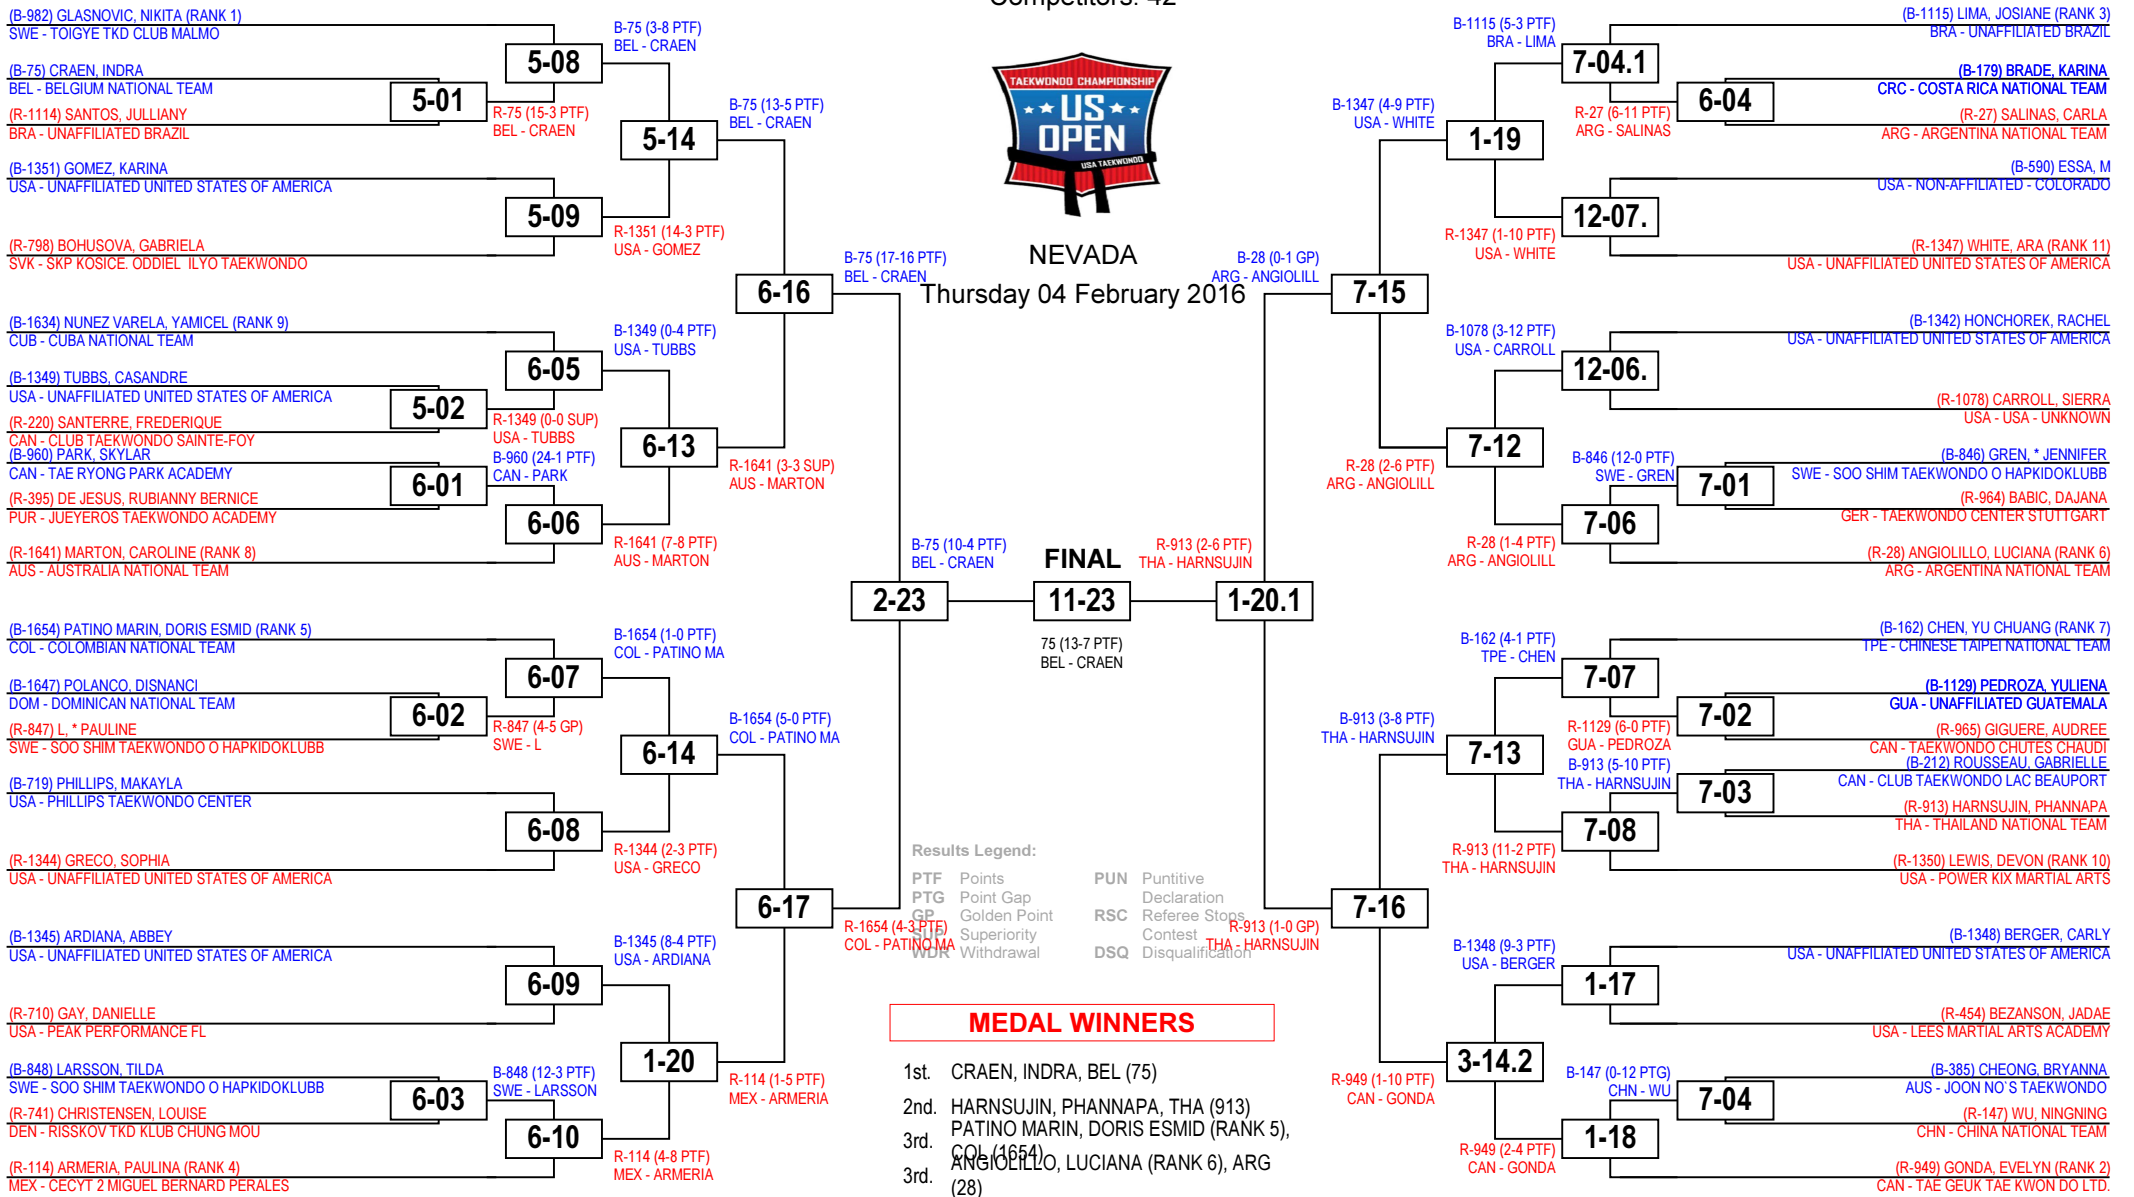 Competitors: 42
TAEKWONDO CHAMPIONSHIP
US
OPEN
USA TAEKWONDO
NEVADA
Thursday 04 February 2016
(B-982) GLASNOVIC, NIKITA (RANK 1)
SWE - TOIGYE TKD CLUB MALMO
(B-75) CRAEN, INDRA
BEL - BELGIUM NATIONAL TEAM
(R-1114) SANTOS, JULLIANY
BRA - UNAFFILIATED BRAZIL
(B-1351) GOMEZ, KARINA
USA - UNAFFILIATED UNITED STATES OF AMERICA
(R-798) BOHUSOVA, GABRIELA
SVK - SKP KOSICE. ODDIEL ILYO TAEKWONDO
(B-1634) NUNEZ VARELA, YAMICEL (RANK 9)
CUB - CUBA NATIONAL TEAM
(B-1349) TUBBS, CASANDRE
USA - UNAFFILIATED UNITED STATES OF AMERICA
(R-220) SANTERRE, FREDERIQUE
CAN - CLUB TAEKWONDO SAINTE-FOY
(B-960) PARK, SKYLAR
CAN - TAE RYONG PARK ACADEMY
(R-395) DE JESUS, RUBIANNY BERNICE
PUR - JUEYEROS TAEKWONDO ACADEMY
(R-1641) MARTON, CAROLINE (RANK 8)
AUS - AUSTRALIA NATIONAL TEAM
(B-1654) PATINO MARIN, DORIS ESMID (RANK 5)
COL - COLOMBIAN NATIONAL TEAM
(B-1647) POLANCO, DISNANCI
DOM - DOMINICAN NATIONAL TEAM
(R-847) L, * PAULINE
SWE - SOO SHIM TAEKWONDO O HAPKIDOKLUBB
(B-719) PHILLIPS, MAKAYLA
USA - PHILLIPS TAEKWONDO CENTER
(R-1344) GRECO, SOPHIA
USA - UNAFFILIATED UNITED STATES OF AMERICA
(B-1345) ARDIANA, ABBEY
USA - UNAFFILIATED UNITED STATES OF AMERICA
(R-710) GAY, DANIELLE
USA - PEAK PERFORMANCE FL
(B-848) LARSSON, TILDA
SWE - SOO SHIM TAEKWONDO O HAPKIDOKLUBB
(R-741) CHRISTENSEN, LOUISE
DEN - RISSKOV TKD KLUB CHUNG MOU
(R-114) ARMERIA, PAULINA (RANK 4)
MEX - CECYT 2 MIGUEL BERNARD PERALES
5-01
5-02
6-01
6-02
6-03
R-75 (15-3 PTF)
BEL - CRAEN
R-1349 (0-0 SUP)
USA - TUBBS
B-960 (24-1 PTF)
CAN - PARK
R-847 (4-5 GP)
SWE - L
B-848 (12-3 PTF)
SWE - LARSSON
5-08
5-09
6-05
6-06
6-07
6-08
6-09
6-10
B-75 (3-8 PTF)
BEL - CRAEN
R-1351 (14-3 PTF)
USA - GOMEZ
B-1349 (0-4 PTF)
USA - TUBBS
R-1641 (7-8 PTF)
AUS - MARTON
B-1654 (1-0 PTF)
COL - PATINO MA
R-1344 (2-3 PTF)
USA - GRECO
B-1345 (8-4 PTF)
USA - ARDIANA
R-114 (4-8 PTF)
MEX - ARMERIA
5-14
6-13
6-14
1-20
B-75 (13-5 PTF)
BEL - CRAEN
R-1641 (3-3 SUP)
AUS - MARTON
B-1654 (5-0 PTF)
COL - PATINO MA
R-114 (1-5 PTF)
MEX - ARMERIA
6-16
6-17
B-75 (17-16 PTF)
BEL - CRAEN
R-1654 (4-3 PTF)
COL - PATINO MA
2-23
B-75 (10-4 PTF)
BEL - CRAEN
FINAL
11-23
75 (13-7 PTF)
BEL - CRAEN
R-913 (2-6 PTF)
THA - HARNSUJIN
1-20.1
B-28 (0-1 GP)
ARG - ANGIOLILL
R-913 (1-0 GP)
THA - HARNSUJIN
7-15
7-16
B-1347 (4-9 PTF)
USA - WHITE
R-28 (2-6 PTF)
ARG - ANGIOLILL
B-913 (3-8 PTF)
THA - HARNSUJIN
R-949 (1-10 PTF)
CAN - GONDA
1-19
7-12
7-13
3-14.2
B-1115 (5-3 PTF)
BRA - LIMA
R-1347 (1-10 PTF)
USA - WHITE
B-1078 (3-12 PTF)
USA - CARROLL
R-28 (1-4 PTF)
ARG - ANGIOLILL
B-162 (4-1 PTF)
TPE - CHEN
R-913 (11-2 PTF)
THA - HARNSUJIN
B-1348 (9-3 PTF)
USA - BERGER
R-949 (2-4 PTF)
CAN - GONDA
7-04.1
12-07.
12-06.
7-06
7-07
7-08
1-17
1-18
R-27 (6-11 PTF)
ARG - SALINAS
B-846 (12-0 PTF)
SWE - GREN
R-1129 (6-0 PTF)
GUA - PEDROZA
B-913 (5-10 PTF)
THA - HARNSUJIN
B-147 (0-12 PTG)
CHN - WU
6-04
7-01
7-02
7-03
7-04
(B-1115) LIMA, JOSIANE (RANK 3)
BRA - UNAFFILIATED BRAZIL
(B-179) BRADE, KARINA
CRC - COSTA RICA NATIONAL TEAM
(R-27) SALINAS, CARLA
ARG - ARGENTINA NATIONAL TEAM
(B-590) ESSA, M
USA - NON-AFFILIATED - COLORADO
(R-1347) WHITE, ARA (RANK 11)
USA - UNAFFILIATED UNITED STATES OF AMERICA
(B-1342) HONCHOREK, RACHEL
USA - UNAFFILIATED UNITED STATES OF AMERICA
(R-1078) CARROLL, SIERRA
USA - USA - UNKNOWN
(B-846) GREN, * JENNIFER
SWE - SOO SHIM TAEKWONDO O HAPKIDOKLUBB
(R-964) BABIC, DAJANA
GER - TAEKWONDO CENTER STUTTGART
(R-28) ANGIOLILLO, LUCIANA (RANK 6)
ARG - ARGENTINA NATIONAL TEAM
(B-162) CHEN, YU CHUANG (RANK 7)
TPE - CHINESE TAIPEI NATIONAL TEAM
(B-1129) PEDROZA, YULIENA
GUA - UNAFFILIATED GUATEMALA
(R-965) GIGUERE, AUDREE
CAN - TAEKWONDO CHUTES CHAUDI
(B-212) ROUSSEAU, GABRIELLE
CAN - CLUB TAEKWONDO LAC BEAUPORT
(R-913) HARNSUJIN, PHANNAPA
THA - THAILAND NATIONAL TEAM
(R-1350) LEWIS, DEVON (RANK 10)
USA - POWER KIX MARTIAL ARTS
(B-1348) BERGER, CARLY
USA - UNAFFILIATED UNITED STATES OF AMERICA
(R-454) BEZANSON, JADAE
USA - LEES MARTIAL ARTS ACADEMY
(B-385) CHEONG, BRYANNA
AUS - JOON NO`S TAEKWONDO
(R-147) WU, NINGNING
CHN - CHINA NATIONAL TEAM
(R-949) GONDA, EVELYN (RANK 2)
CAN - TAE GEUK TAE KWON DO LTD.
Results Legend:
PTF Points
PTG Point Gap
GP Golden Point
SUP Superiority
WDR Withdrawal
PUN Puntitive
Declaration
RSC Referee Stops
Contest
DSQ Disqualification
MEDAL WINNERS
1st. CRAEN, INDRA, BEL (75)
2nd. HARNSUJIN, PHANNAPA, THA (913)
3rd. PATINO MARIN, DORIS ESMID (RANK 5),
COL (1654)
3rd. ANGIOLILLO, LUCIANA (RANK 6), ARG
(28)